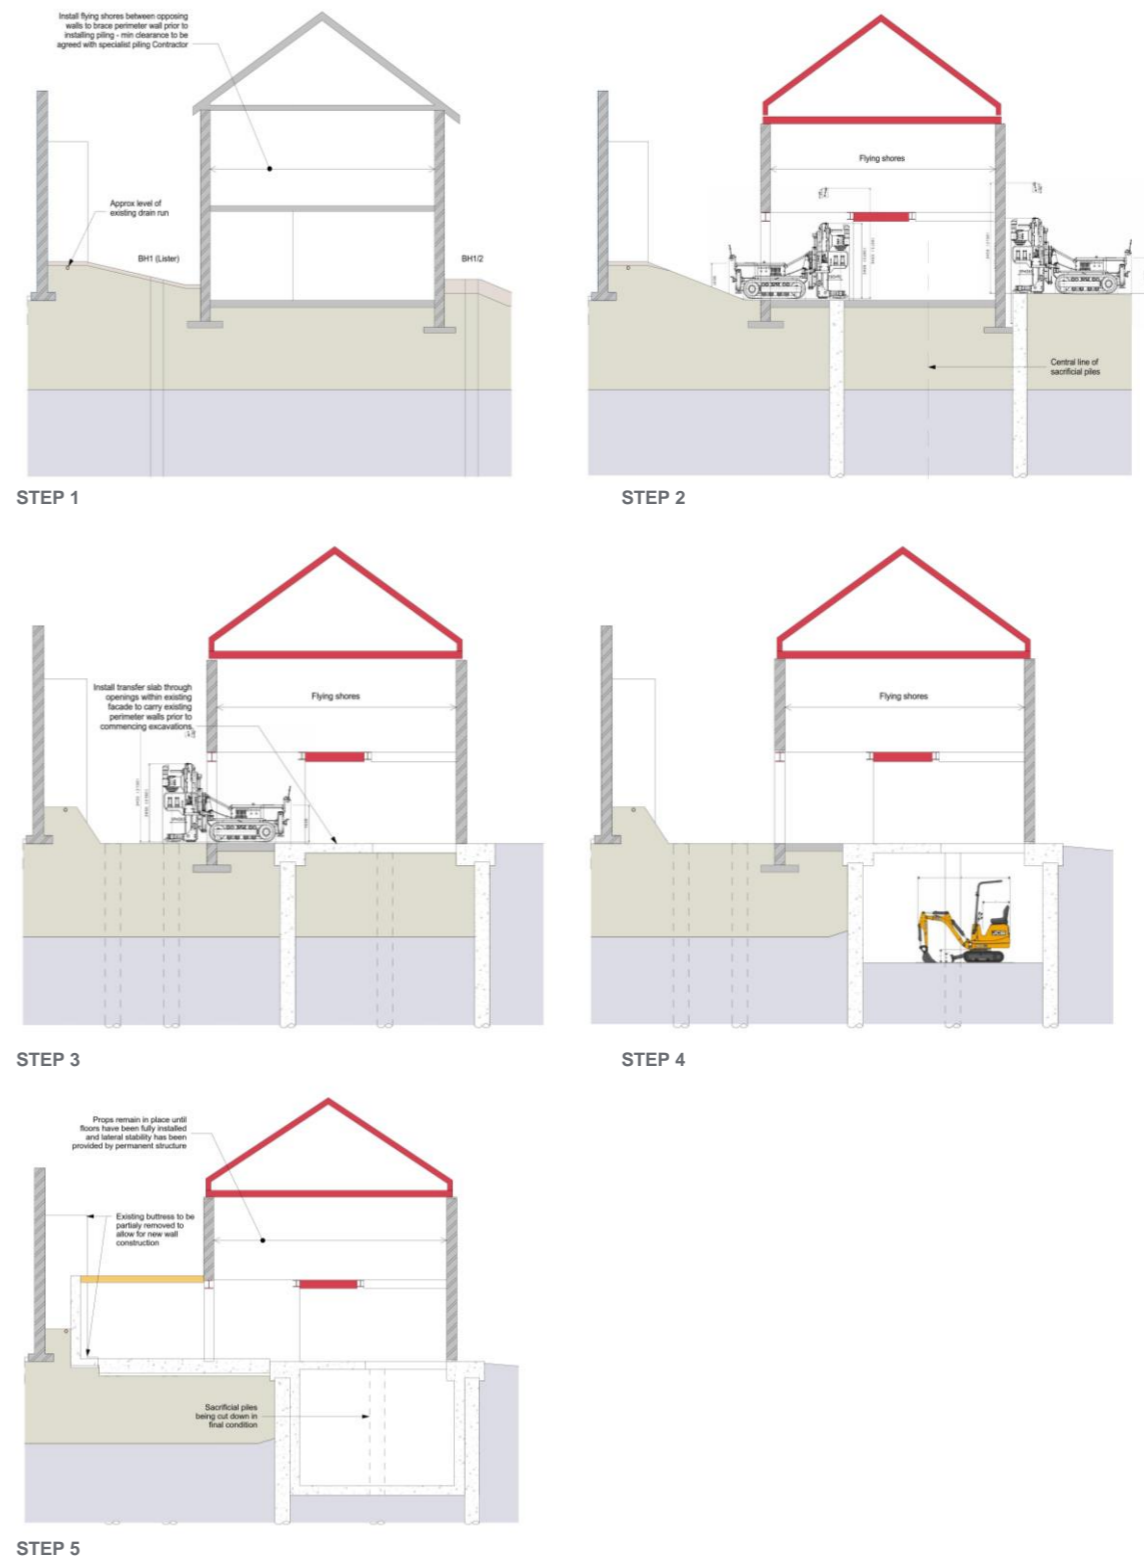 Install flying shores between opposing
walls to brace perimeter wall prior to
installing piling - min clearance to be
agreed with specialist piling Contractor
Approx level of
existing drain run
BH1 (Lister)
BH1/2
STEP 1
Flying shores
Central line of
sacrificial piles
STEP 2
Install transfer slab through
openings within existing
facade to carry existing
perimeter walls prior to
commencing excavations
Flying shores
STEP 3
Flying shores
JCB
STEP 4
Props remain in place until
floors have been fully installed
and lateral stability has been
provided by permanent structure
Existing buttress to be
partialy removed to
allow for new wall
construction
Sacrificial piles
being cut down in
final condition
STEP 5